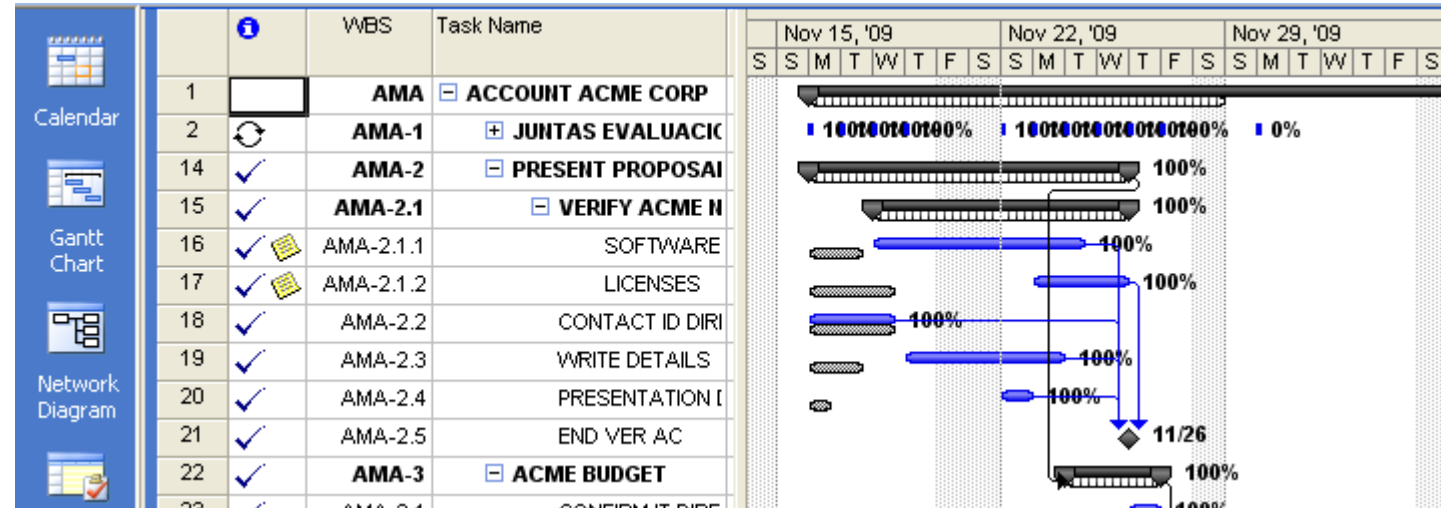 WBS Task Name
Nov 15, '09 Nov 22, '09 Nov 29, '09
S S M T W T F S S M T W T F S S M T W T F S
Calendar
Gantt Chart
Network Diagram
1 AMA ACCOUNT ACME CORP
2 AMA-1 JUNTAS 0%
14 AMA-2 PRESENT 100%
15 AMA-2.1 VERIFY ACME N 100%
16 AMA-2.1.1 SOFTWARE 100%
17 AMA-2.1.2 LICENSES 100%
18 AMA-2.2 CONTACT ID DIRI 100%
19 AMA-2.3 WRITE DETAILS 100%
20 AMA-2.4 PRESENTATION 100%
21 AMA-2.5 END VER AC 11/26
22 AMA-3 ACME BUDGET 100%
100%